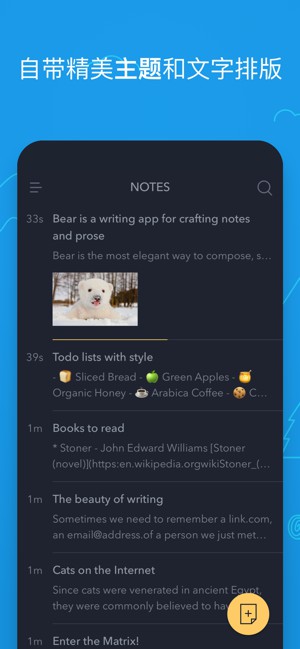 自带精美主题和文字排版
NOTES
33s Bear is a writing app for crafting notes
and prose
Bear is the most elegant way to compose, s...
39s Todo lists with style
- 🍞 Sliced Bread - 🍏 Green Apples - 🍯
Organic Honey - ☕ Arabica Coffee - 🍪 C...
1m Books to read
* Stoner - John Edward Williams [Stoner
(novel)](https:en.wikipedia.orgwikiStoner_(...
1m The beauty of writing
Sometimes we need to remember a link.com,
an email@address.of a person we just met...
1m Cats on the Internet
Since cats were venerated in ancient Egypt,
they were commonly believed to ha
1m Enter the Matrix!